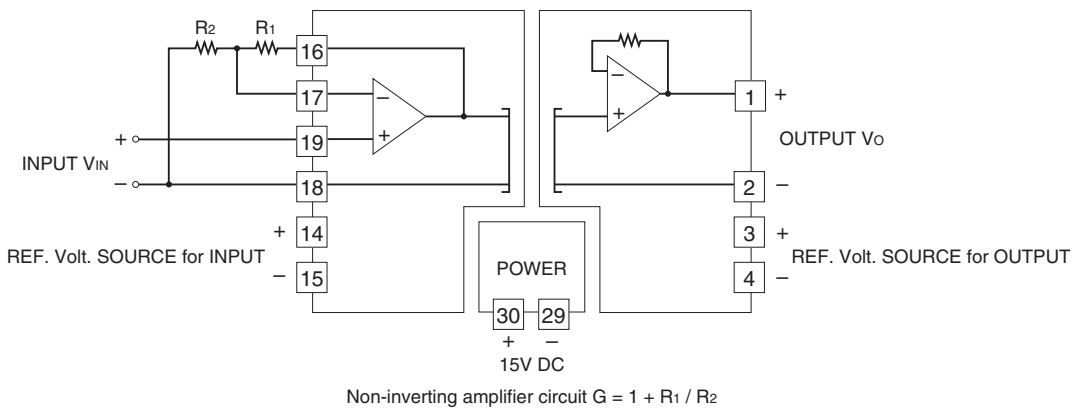 R2 R1
16
17
19
18
14
15
− +
+
−
INPUT VIN
+
−
REF. Volt. SOURCE for INPUT
− +
1 +
OUTPUT VO
2 −
3 +
REF. Volt. SOURCE for OUTPUT
4 −
POWER
30 29
+ −
15V DC
Non-inverting amplifier circuit G = 1 + R1 / R2